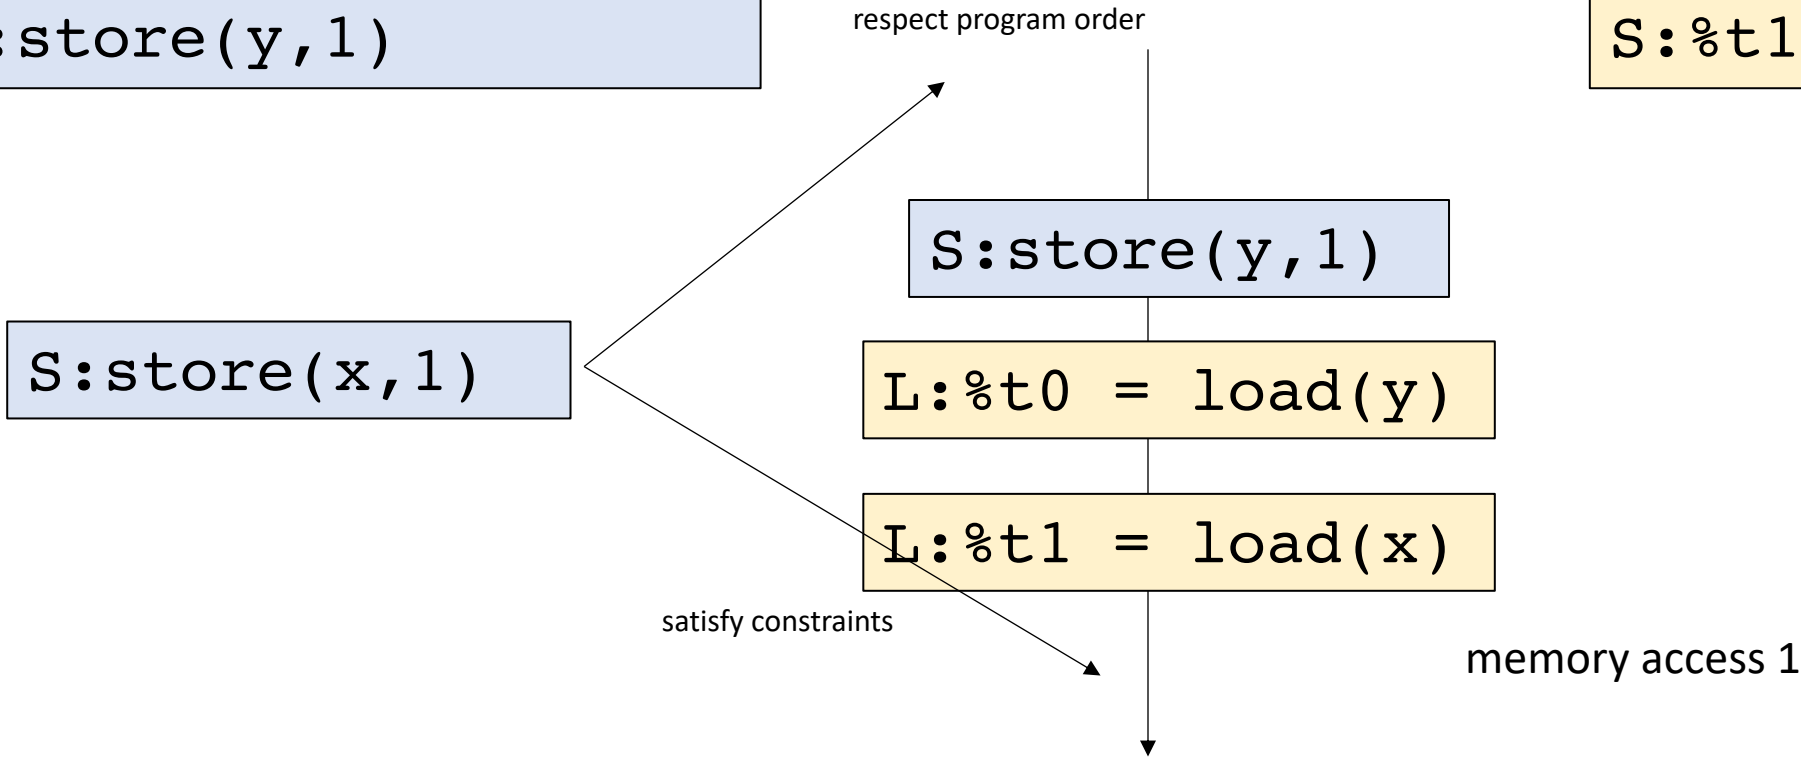 :store(y,1)
respect program order
S:%t1
S:store(y,1)
S:store(x,1)
L:%t0 = load(y)
L:%t1 = load(x)
satisfy constraints
memory access 1